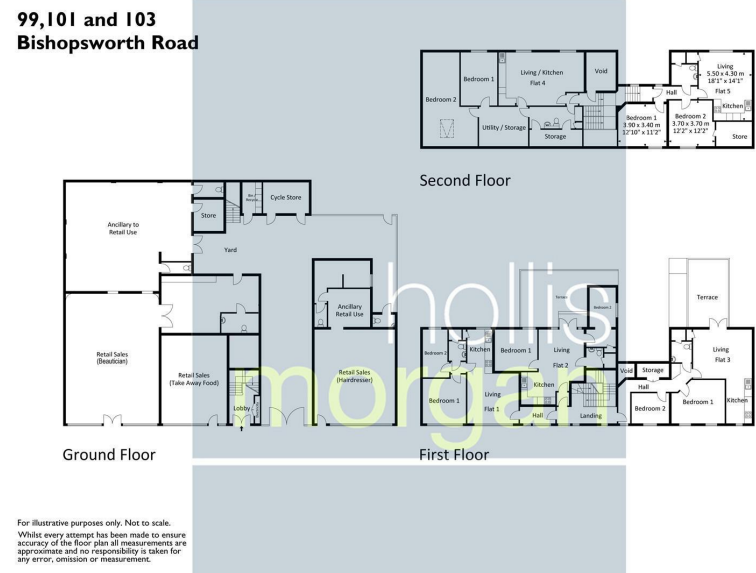 99,101 and 103
Bishopsworth Road
Bedroom 1
Living / Kitchen
Flat 4
Void
Bedroom 2
Utility / Storage
Storage
Living
5.50 x 4.30 m
18'1" x 14'1"
Flat 5
Hall
Kitchen
Bedroom 1
3.90 x 3.40 m
12'10" x 11'2"
Bedroom 2
3.70 x 3.70 m
12'2" x 12'2"
Store
Second Floor
Ancillary to
Retail Use
Store
Cycle Store
Yard
Ancillary
Retail Use
Retail Sales
(Beautician)
Retail Sales
(Take Away Food)
Retail Sales
(Hairdresser)
Lobby
Ground Floor
hollis
morgan
Terrace
Bedroom 2
Terrace
Bedroom 2
Kitchen
Bedroom 1
Living
Flat 2
Void
Storage
Living
Flat 3
Hall
Bedroom 1
Living
Flat 1
Kitchen
Hall
Landing
Bedroom 2
Bedroom 1
Kitchen
First Floor
For illustrative purposes only. Not to scale.
Whilst every attempt has been made to ensure
accuracy of the floor plan all measurements are
approximate and no responsibility is taken for
any error, omission or measurement.